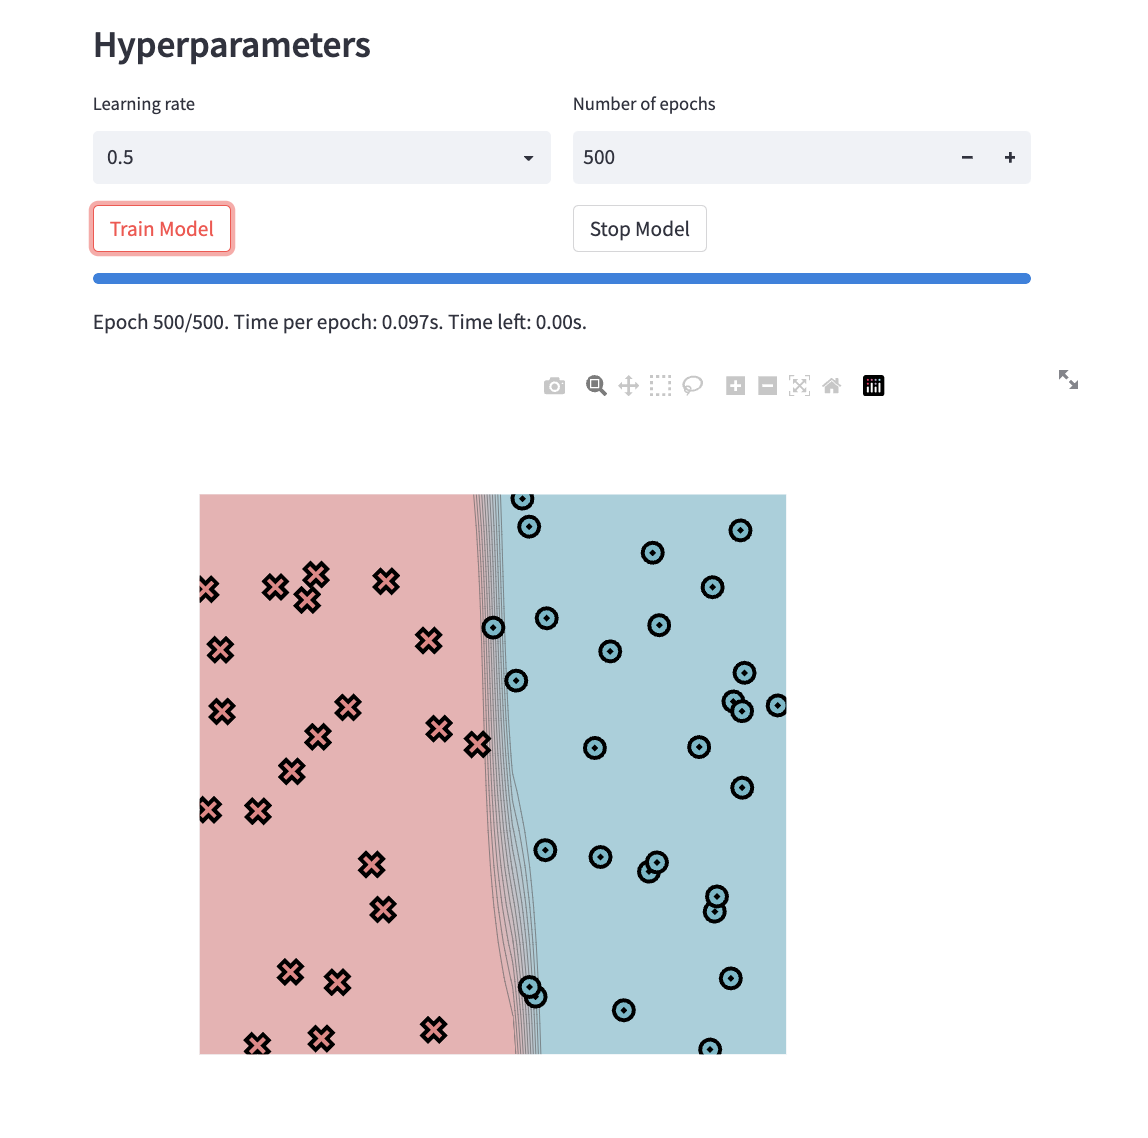 Hyperparameters
Learning rate
Number of epochs
0.5
500
Train Model
Stop Model
Epoch 500/500. Time per epoch: 0.097s. Time left: 0.00s.